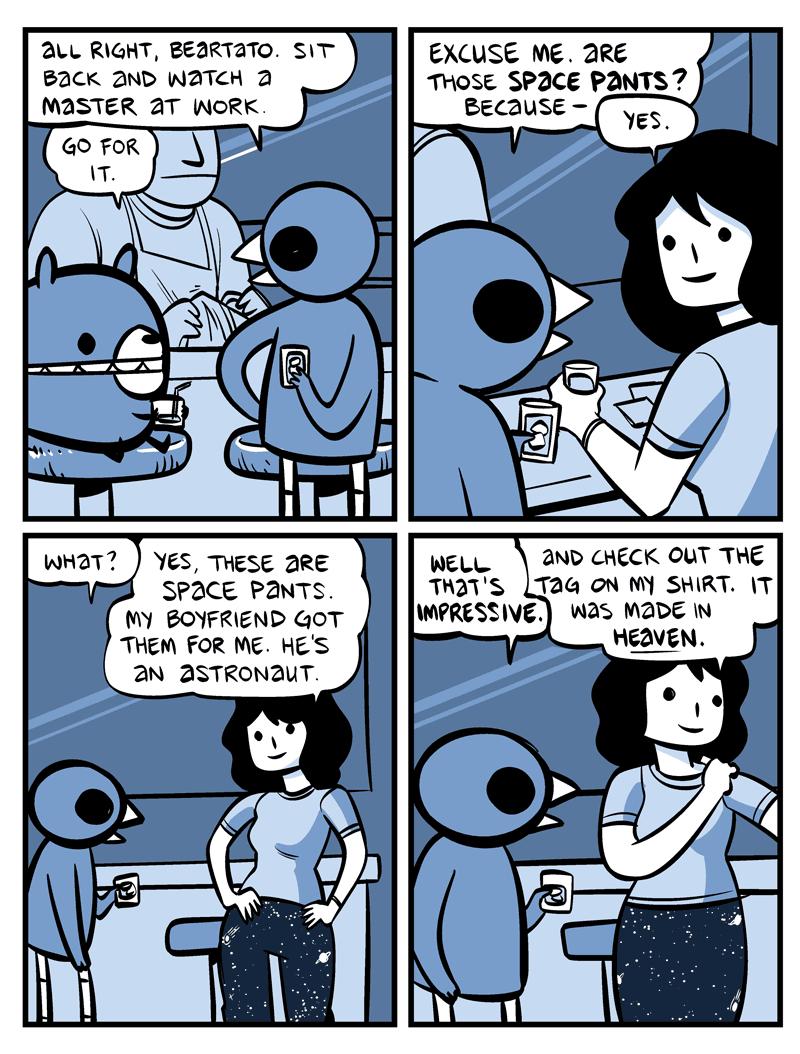 ALL RIGHT, BEARTATO. SIT
BACK AND WATCH A
MASTER AT WORK.
GO FOR
IT.
EXCUSE ME. ARE
THOSE SPACE PANTS?
BECAUSE -
YES.
WHAT?
YES, THESE ARE
SPACE PANTS.
MY BOYFRIEND GOT
THEM FOR ME. HE'S
AN ASTRONAUT.
WELL
THAT'S
IMPRESSIVE.
AND CHECK OUT THE
TAG ON MY SHIRT. IT
WAS MADE IN
HEAVEN.